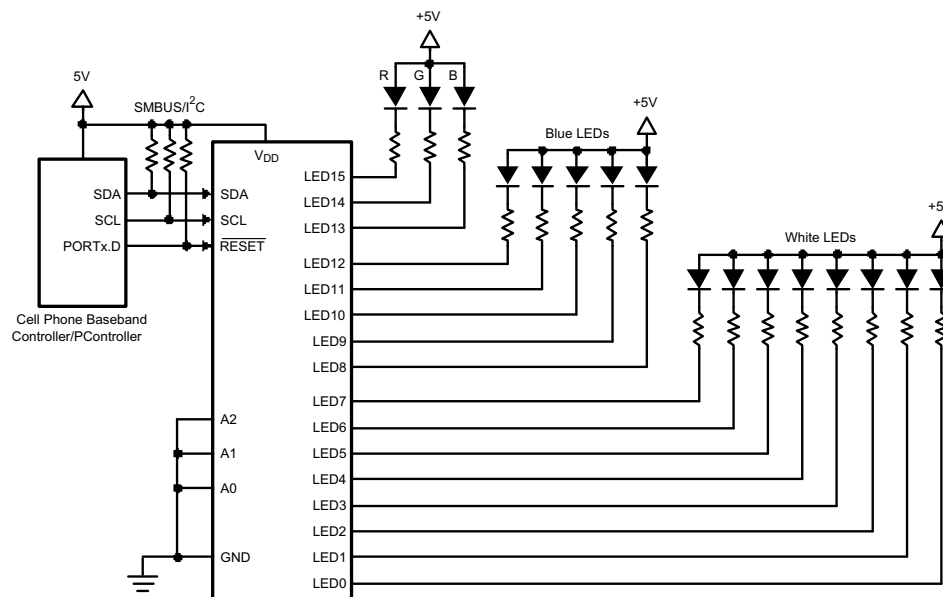 +5V
5V
SMBUS/I²C
R G B
+5V
Blue LEDs
V_DD
LED15
SDA
SDA
LED14
SCL
SCL
LED13
PORTx.D
RESET
+5
White LEDs
LED12
LED11
LED10
Cell Phone Baseband
Controller/PController
LED9
LED8
LED7
A2
LED6
A1
LED5
LED4
A0
LED3
LED2
GND
LED1
LED0